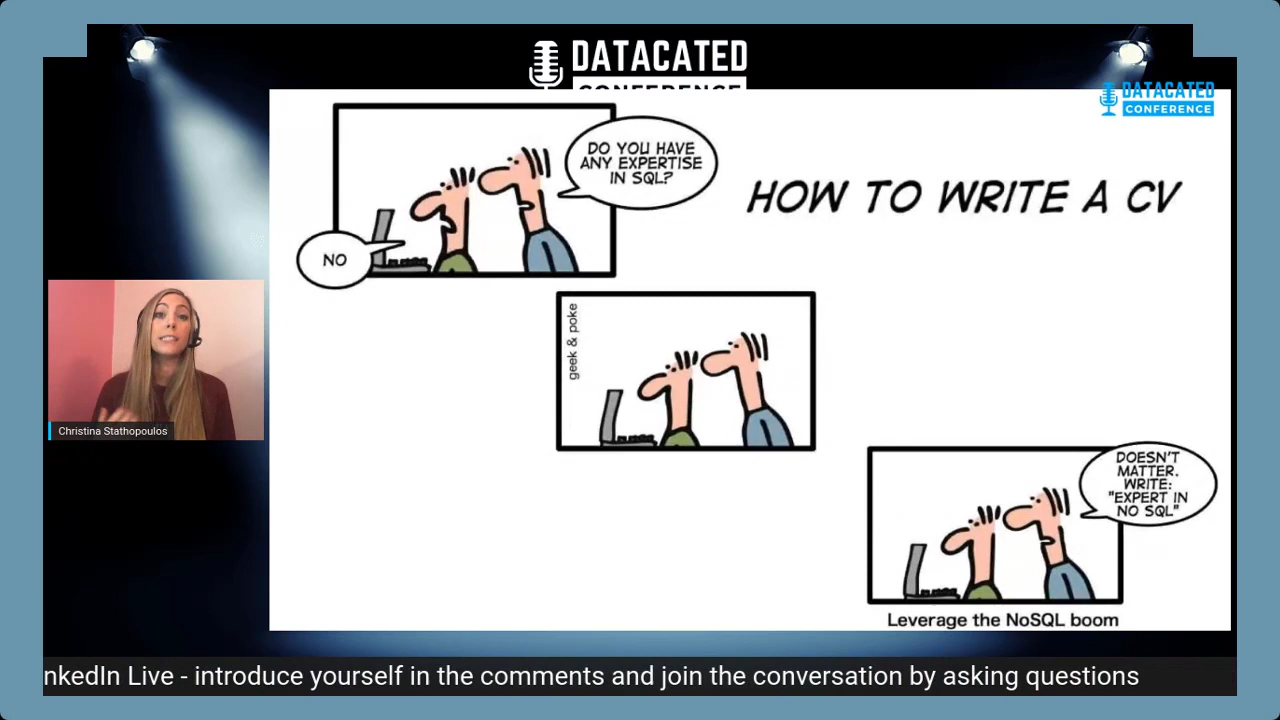 DATACATED
CONFERENCE
DATACATED
CONFERENCE
DO YOU HAVE
ANY EXPERTISE
IN SQL?
HOW TO WRITE A CV
NO
geek & poke
Christina Stathopoulos
DOESN'T
MATTER.
WRITE:
"EXPERT IN
NO SQL"
Leverage the NoSQL boom
nkedIn Live - introduce yourself in the comments and join the conversation by asking questions